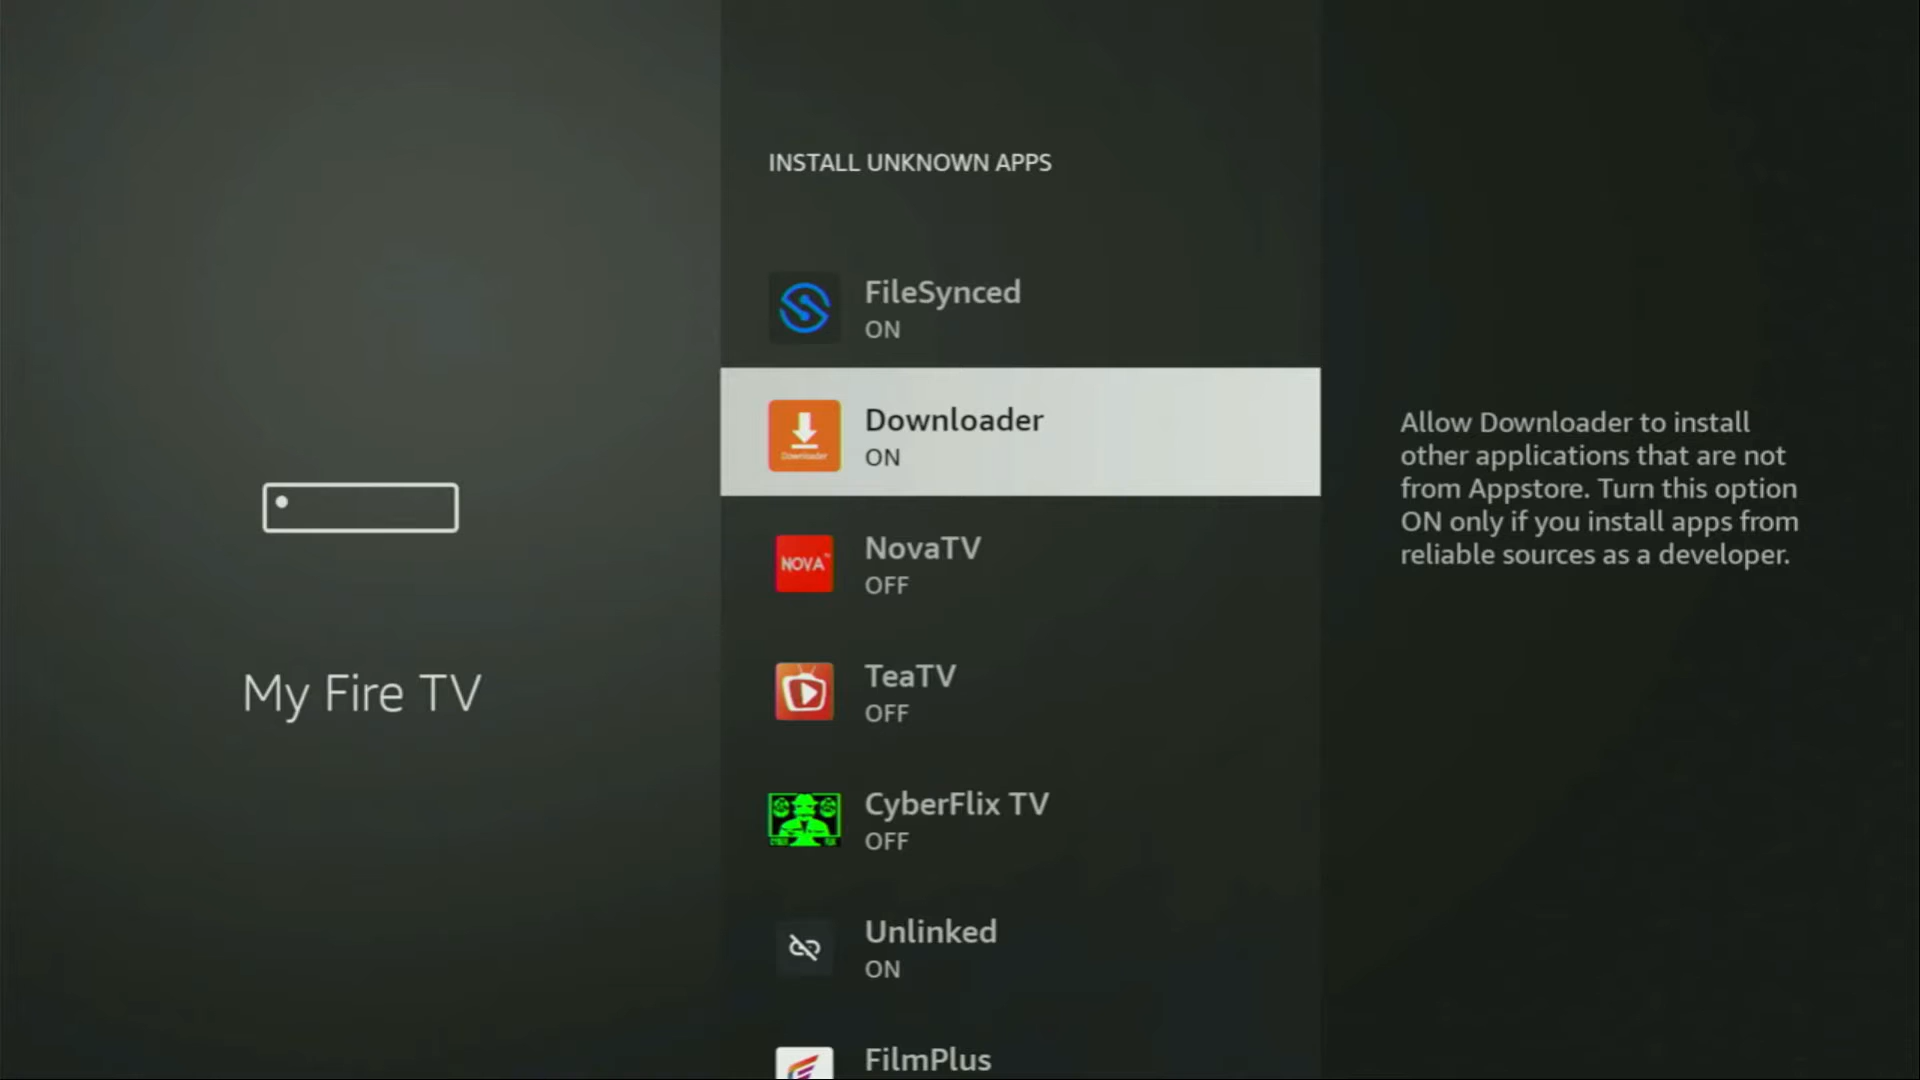 INSTALL UNKNOWN APPS
FileSynced
ON
Downloader
Downloader
ON
NOVA
NovaTV
OFF
TeaTV
OFF
CyberFlix TV
OFF
Unlinked
ON
FilmPlus
My Fire TV
Allow Downloader to install
other applications that are not
from Appstore. Turn this option
ON only if you install apps from
reliable sources as a developer.